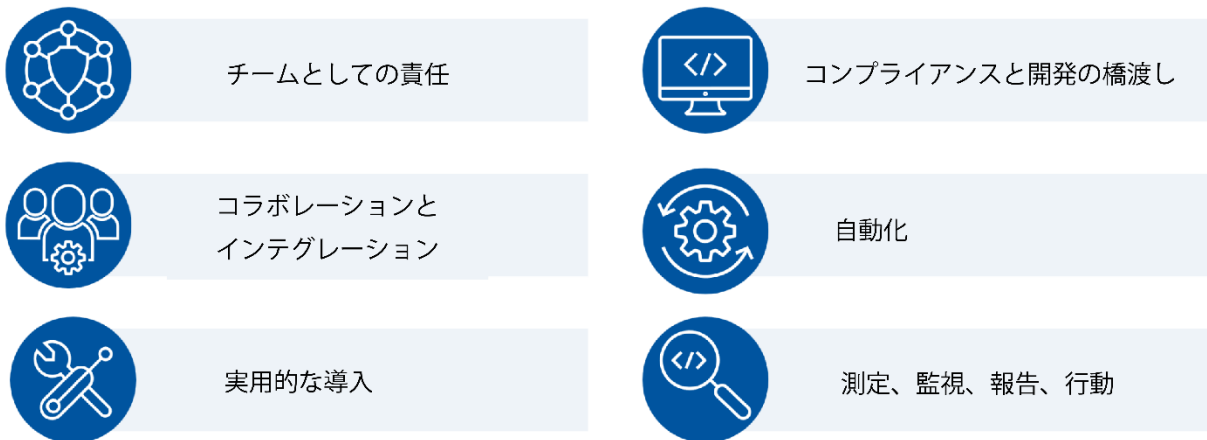 チームとしての責任
コンプライアンスと開発の橋渡し
コラボレーションと
インテグレーション
自動化
実用的な導入
測定、監視、報告、行動